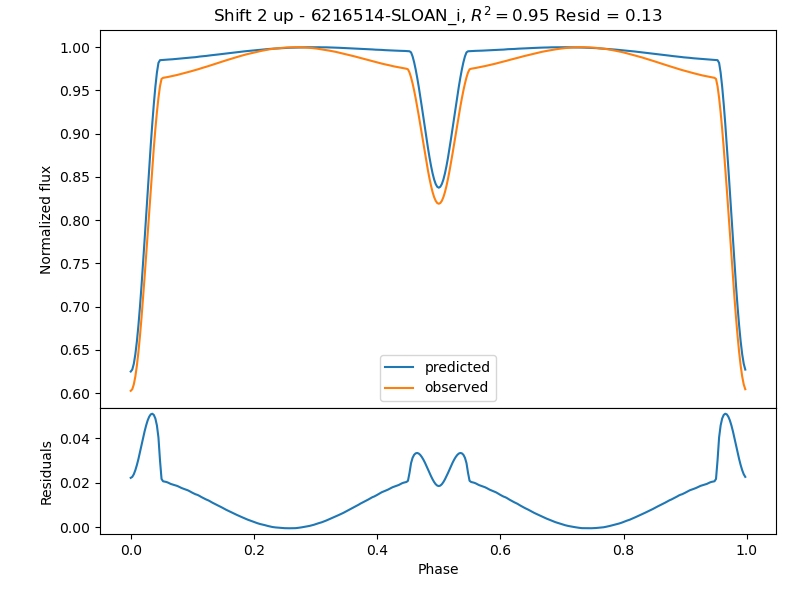 Shift 2 up - 6216514-SLOAN_i, R² = 0.95 Resid = 0.13
1.00
0.95
0.90
0.85
0.80
0.75
0.70
0.65
0.60
Normalized flux
predicted
observed
0.04
0.02
0.00
Residuals
0.0 0.2 0.4 0.6 0.8 1.0
Phase